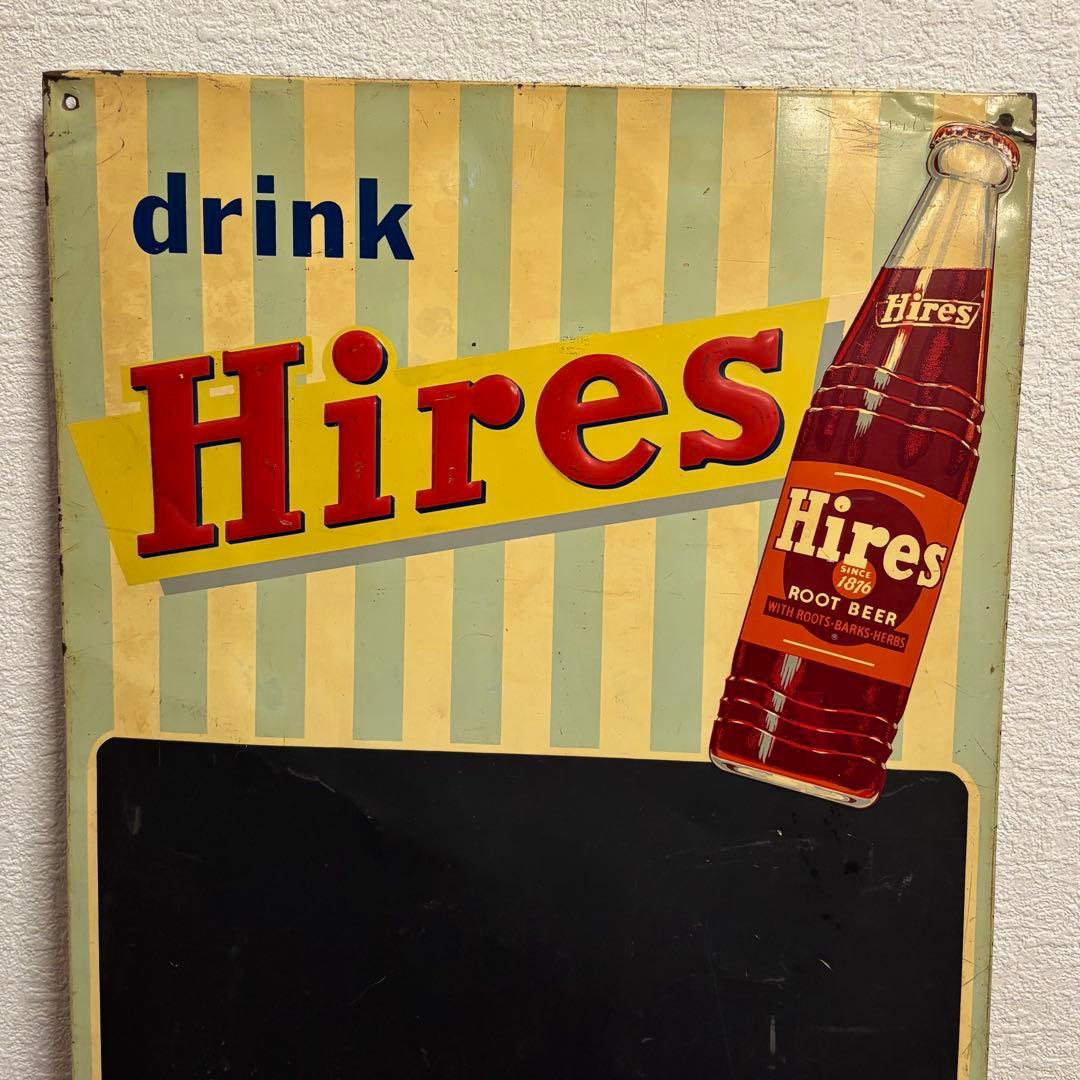 drink
Hires
Hires
Hires
SINCE
1876
ROOT BEER
WITH ROOTS-BARKS-HERBS
®